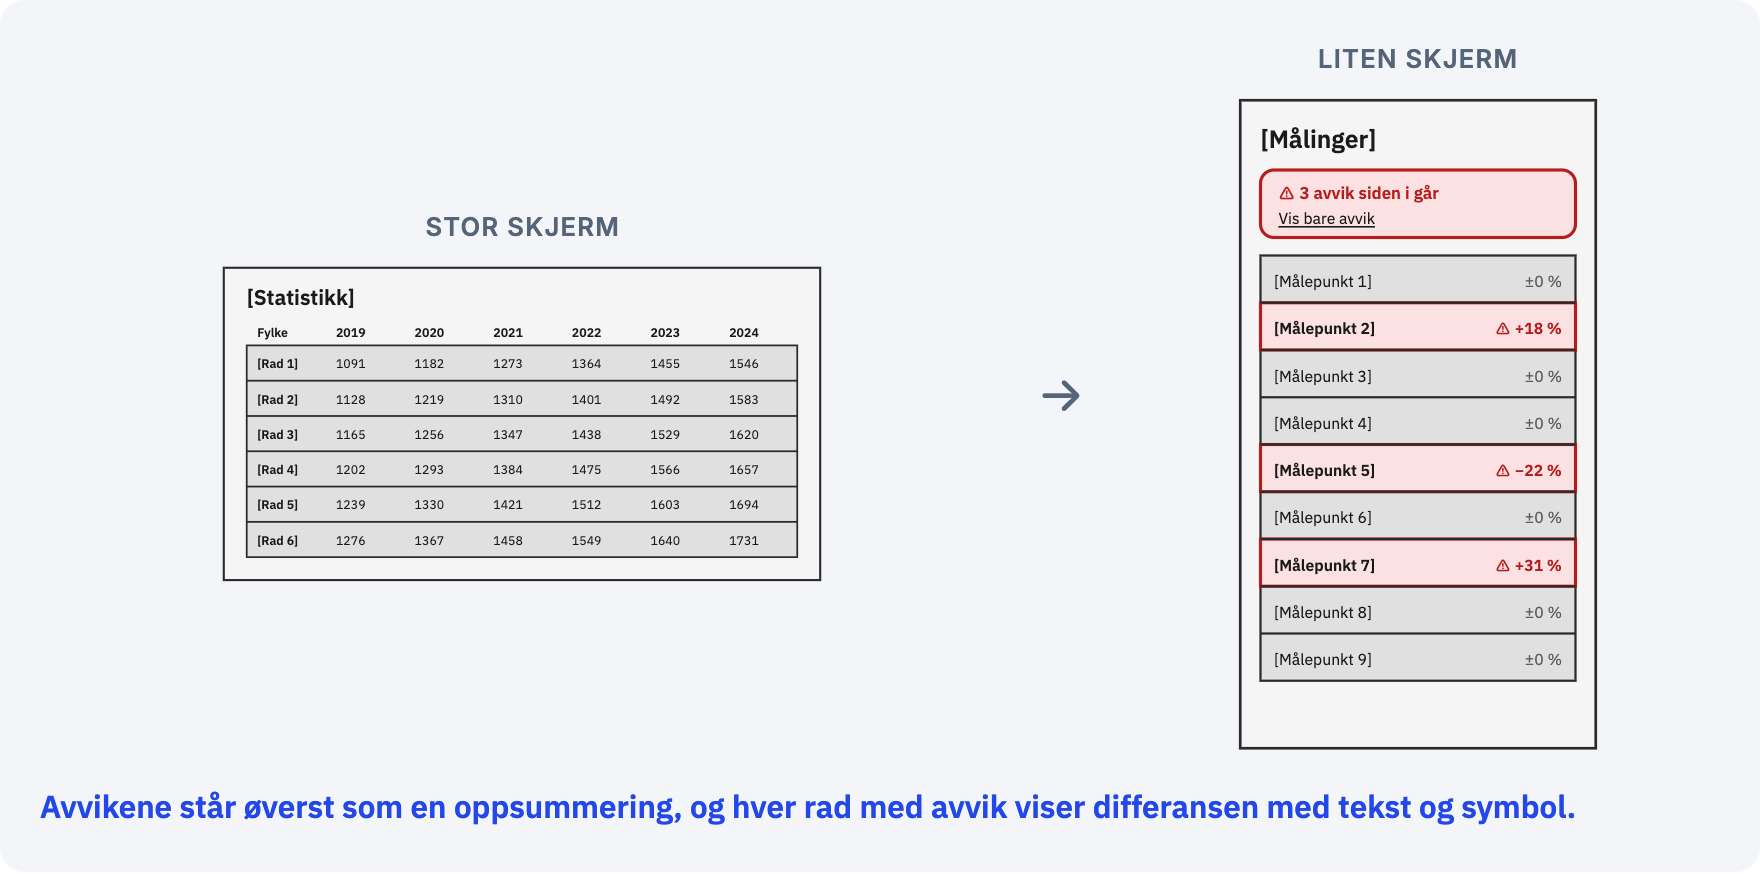 STOR SKJERM
[Statistikk]
Fylke 2019 2020 2021 2022 2023 2024
[Rad 1] 1091 1182 1273 1364 1455 1546
[Rad 2] 1128 1219 1310 1401 1492 1583
[Rad 3] 1165 1256 1347 1438 1529 1620
[Rad 4] 1202 1293 1384 1475 1566 1657
[Rad 5] 1239 1330 1421 1512 1603 1694
[Rad 6] 1276 1367 1458 1549 1640 1731
LITEN SKJERM
[Målinger]
3 avvik siden i går
Vis bare avvik
[Målepunkt 1] ±0 %
[Målepunkt 2] +18 %
[Målepunkt 3] ±0 %
[Målepunkt 4] ±0 %
[Målepunkt 5] −22 %
[Målepunkt 6] ±0 %
[Målepunkt 7] +31 %
[Målepunkt 8] ±0 %
[Målepunkt 9] ±0 %
Avvikene står øverst som en oppsummering, og hver rad med avvik viser differansen med tekst og symbol.